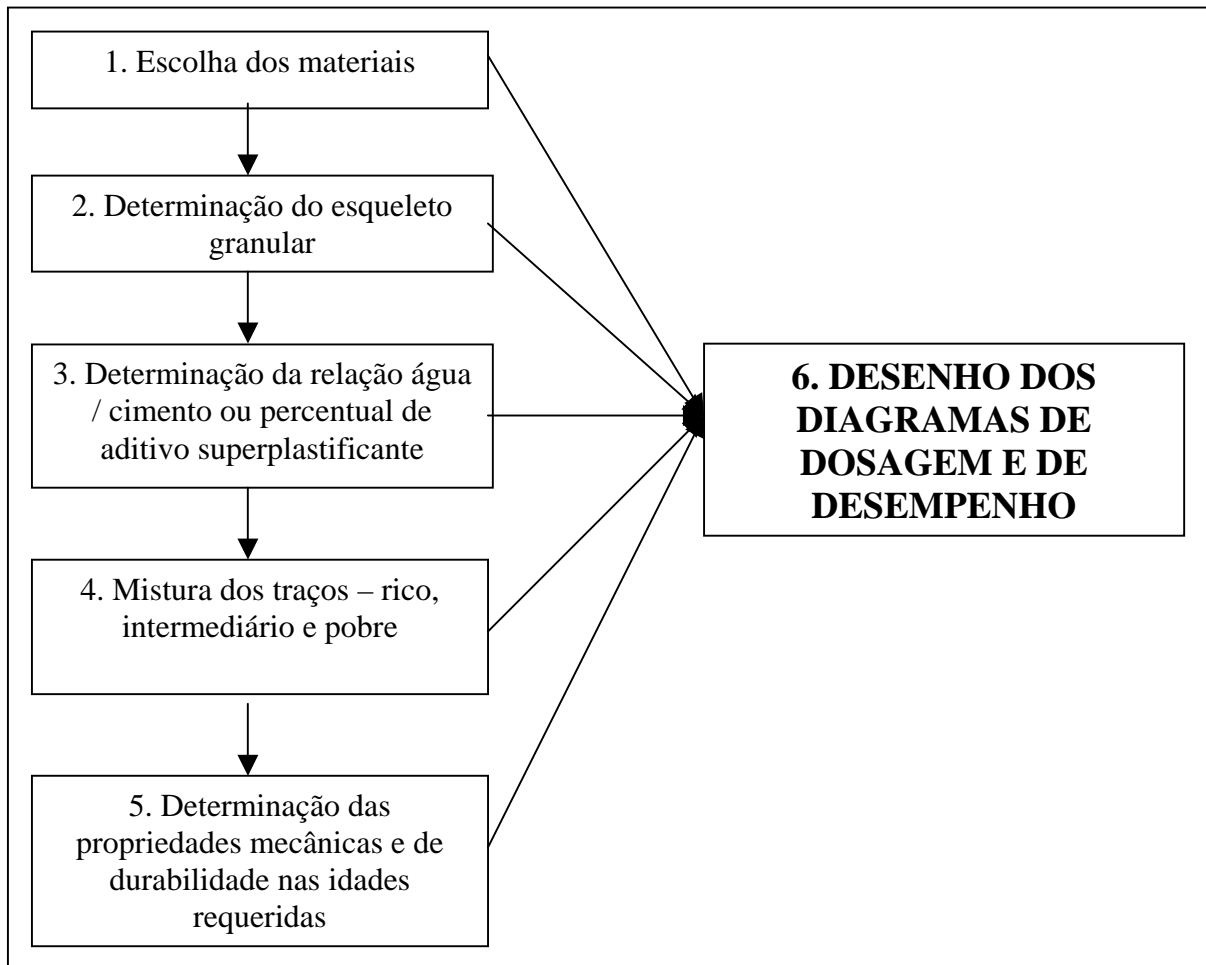 1. Escolha dos materiais
2. Determinação do esqueleto
granular
3. Determinação da relação água
/ cimento ou percentual de
aditivo superplastificante
4. Mistura dos traços – rico,
intermediário e pobre
5. Determinação das
propriedades mecânicas e de
durabilidade nas idades
requeridas
6. DESENHO DOS
DIAGRAMAS DE
DOSAGEM E DE
DESEMPENHO